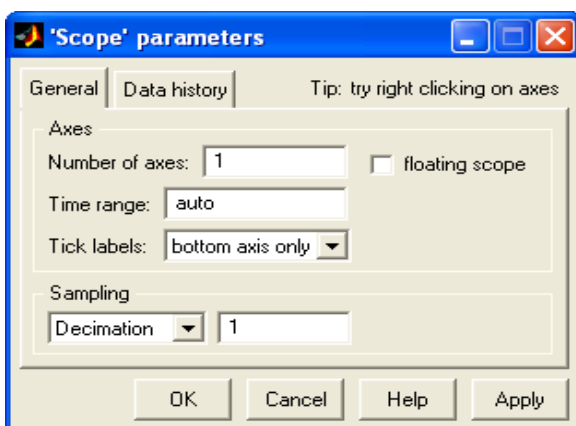 'Scope' parameters
General Data history Tip: try right clicking on axes
Axes
Number of axes: 1 floating scope
Time range: auto
Tick labels: bottom axis only
Sampling
Decimation 1
OK Cancel Help Apply